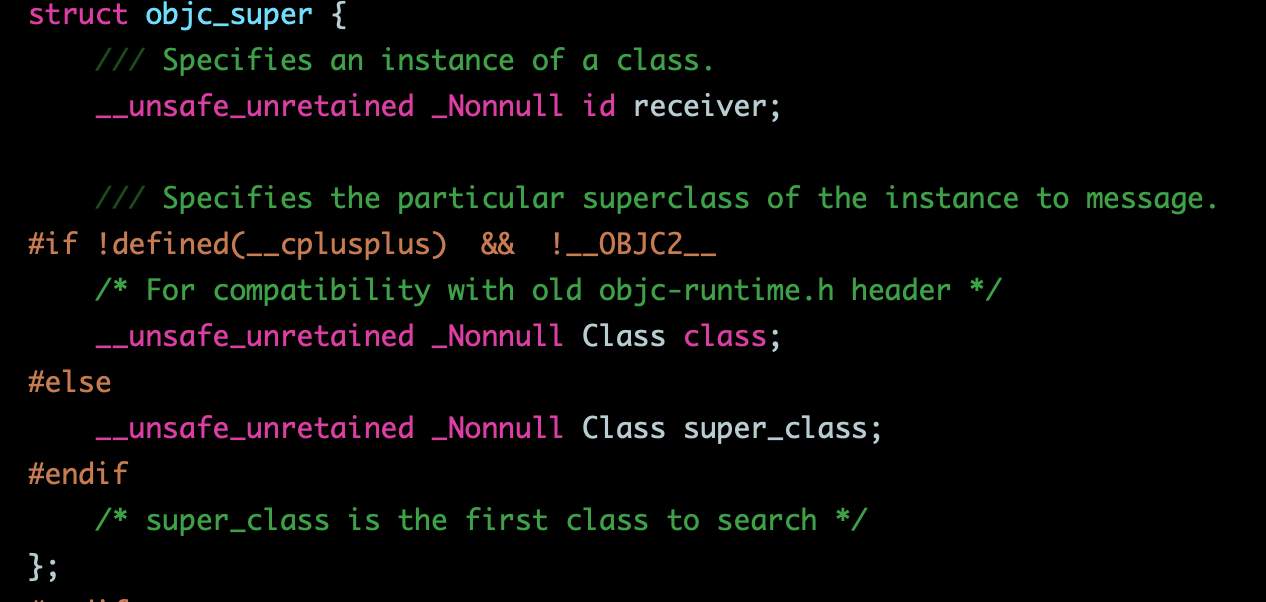 struct objc_super {
    /// Specifies an instance of a class.
    __unsafe_unretained _Nonnull id receiver;

    /// Specifies the particular superclass of the instance to message.
#if !defined(__cplusplus)  &&  !__OBJC2__
    /* For compatibility with old objc-runtime.h header */
    __unsafe_unretained _Nonnull Class class;
#else
    __unsafe_unretained _Nonnull Class super_class;
#endif
    /* super_class is the first class to search */
};